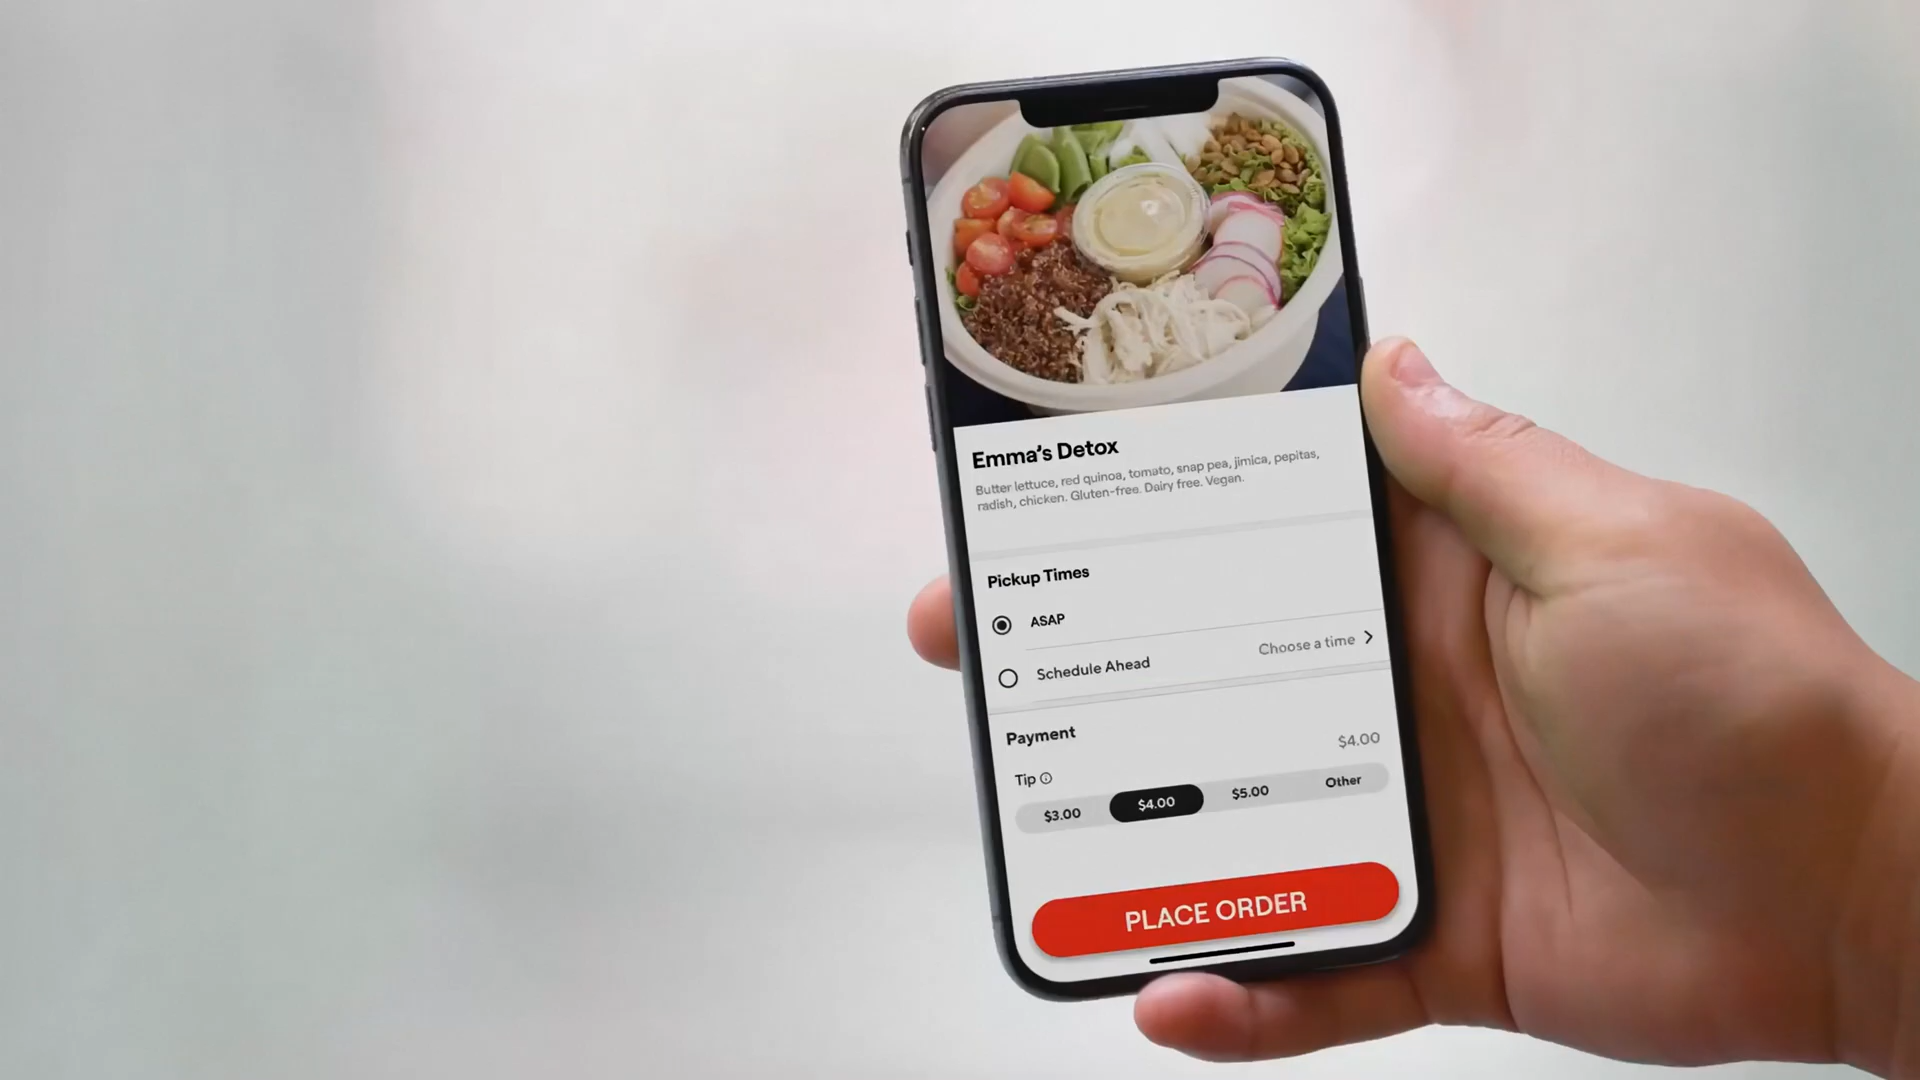 Emma's Detox
Butter lettuce, red quinoa, tomato, snap pea, jimica, pepitas,
radish, chicken. Gluten-free. Dairy free. Vegan.
Pickup Times
ASAP
Schedule Ahead Choose a time
Payment
$4.00
Tip
$3.00 $4.00 $5.00 Other
PLACE ORDER